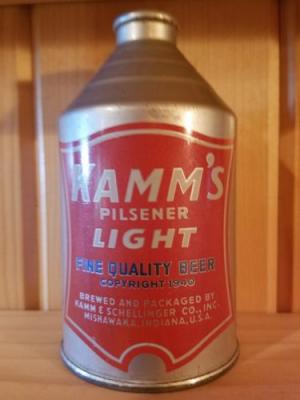 KAMM'S
PILSENER
LIGHT
FINE QUALITY BEER
COPYRIGHT 1940
BREWED AND PACKAGED BY
KAMM & SCHELLINGER CO., INC.
MISHAWAKA, INDIANA, U.S.A.